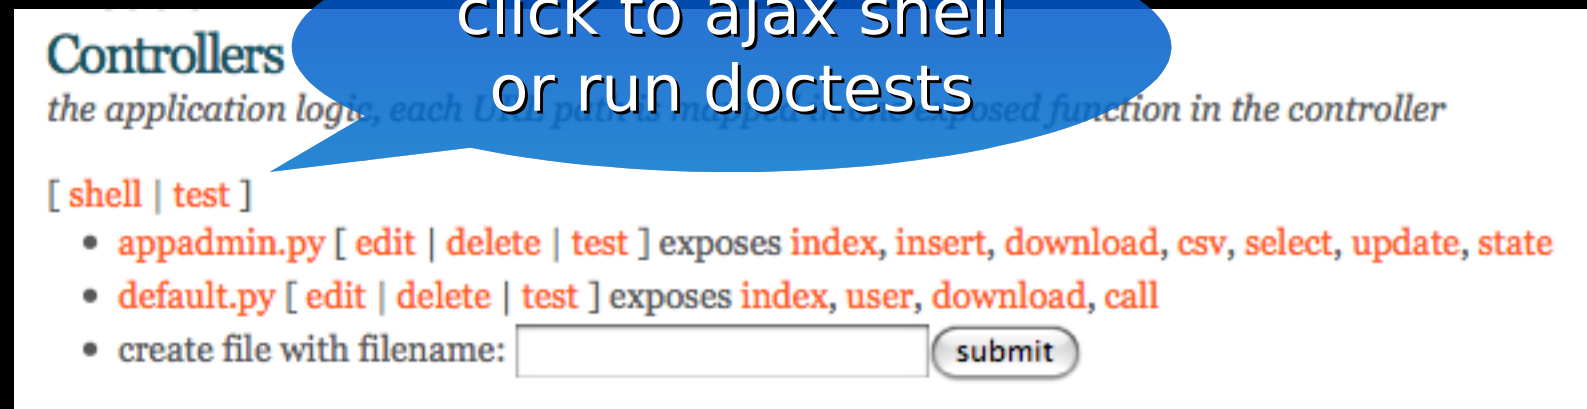 click to ajax shell
or run doctests
Controllers
the application logic, each URL path is mapped in one exposed function in the controller
[ shell | test ]
appadmin.py [ edit | delete | test ] exposes index, insert, download, csv, select, update, state
default.py [ edit | delete | test ] exposes index, user, download, call
create file with filename: submit